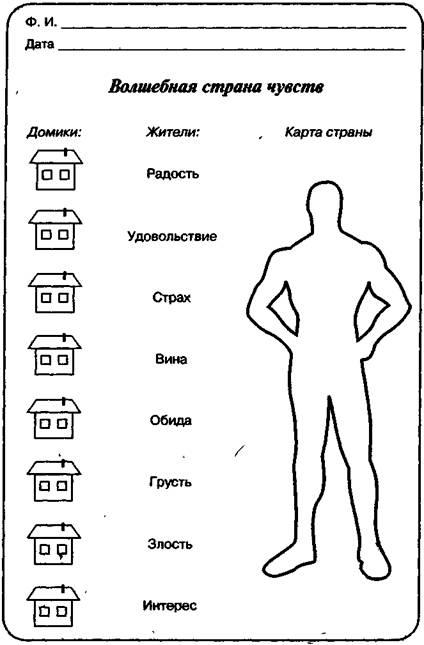 Ф. И.
Дата
Волшебная страна чувств
Домики: Жители: Карта страны
Радость
Удовольствие
Страх
Вина
Обида
Грусть
Злость
Интерес